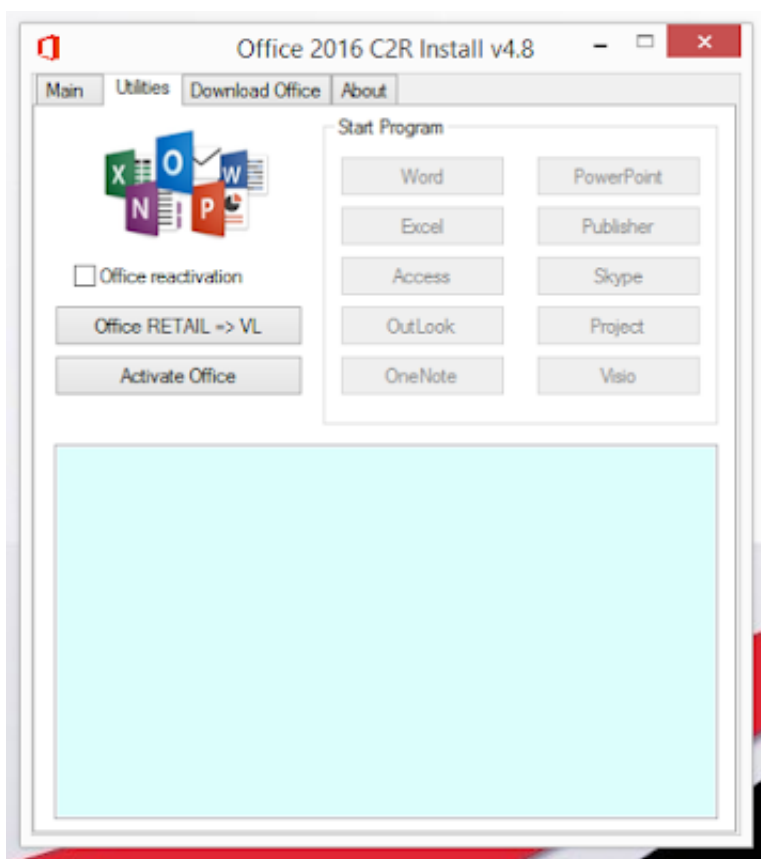 Office 2016 C2R Install v4.8
Main Utilities Download Office About
Start Program
Word PowerPoint
Excel Publisher
Office reactivation Access Skype
Office RETAIL => VL OutLook Project
Activate Office OneNote Visio
X O W
N P